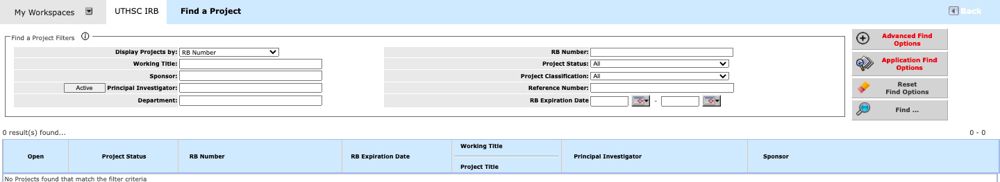 My Workspaces
UTHSC IRB
Find a Project
Back
Find a Project Filters
Display Projects by: RB Number
RB Number:
Working Title:
Project Status: All
Sponsor:
Project Classification: All
Active Principal Investigator:
Reference Number:
Department:
RB Expiration Date -
Advanced Find
Options
Application Find
Options
Reset
Find Options
Find ...
0 result(s) found...
0 - 0
Open
Project Status
RB Number
RB Expiration Date
Working Title
Project Title
Principal Investigator
Sponsor
No Projects found that match the filter criteria